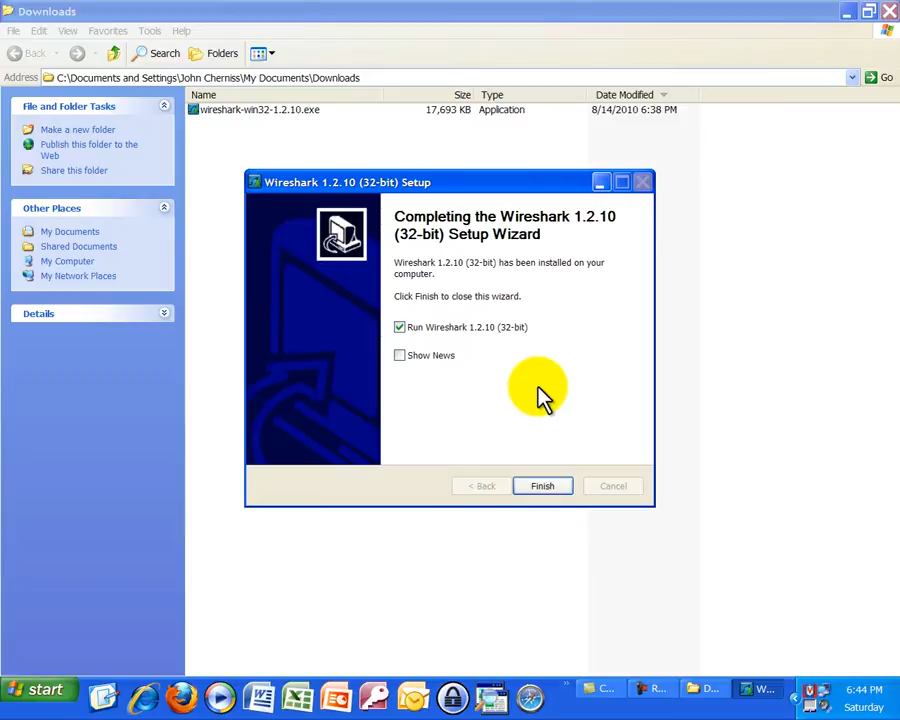 Downloads
File Edit View Favorites Tools Help
Back Search Folders
Address C:\Documents and Settings\John Cherniss\My Documents\Downloads Go
File and Folder Tasks
Make a new folder
Publish this folder to the
Web
Share this folder
Other Places
My Documents
Shared Documents
My Computer
My Network Places
Details
Name Size Type Date Modified
wireshark-win32-1.2.10.exe 17,693 KB Application 8/14/2010 6:38 PM
Wireshark 1.2.10 (32-bit) Setup
Completing the Wireshark 1.2.10
(32-bit) Setup Wizard
Wireshark 1.2.10 (32-bit) has been installed on your
computer.
Click Finish to close this wizard.
Run Wireshark 1.2.10 (32-bit)
Show News
< Back Finish Cancel
start C... R... D... W... 6:44 PM
Saturday